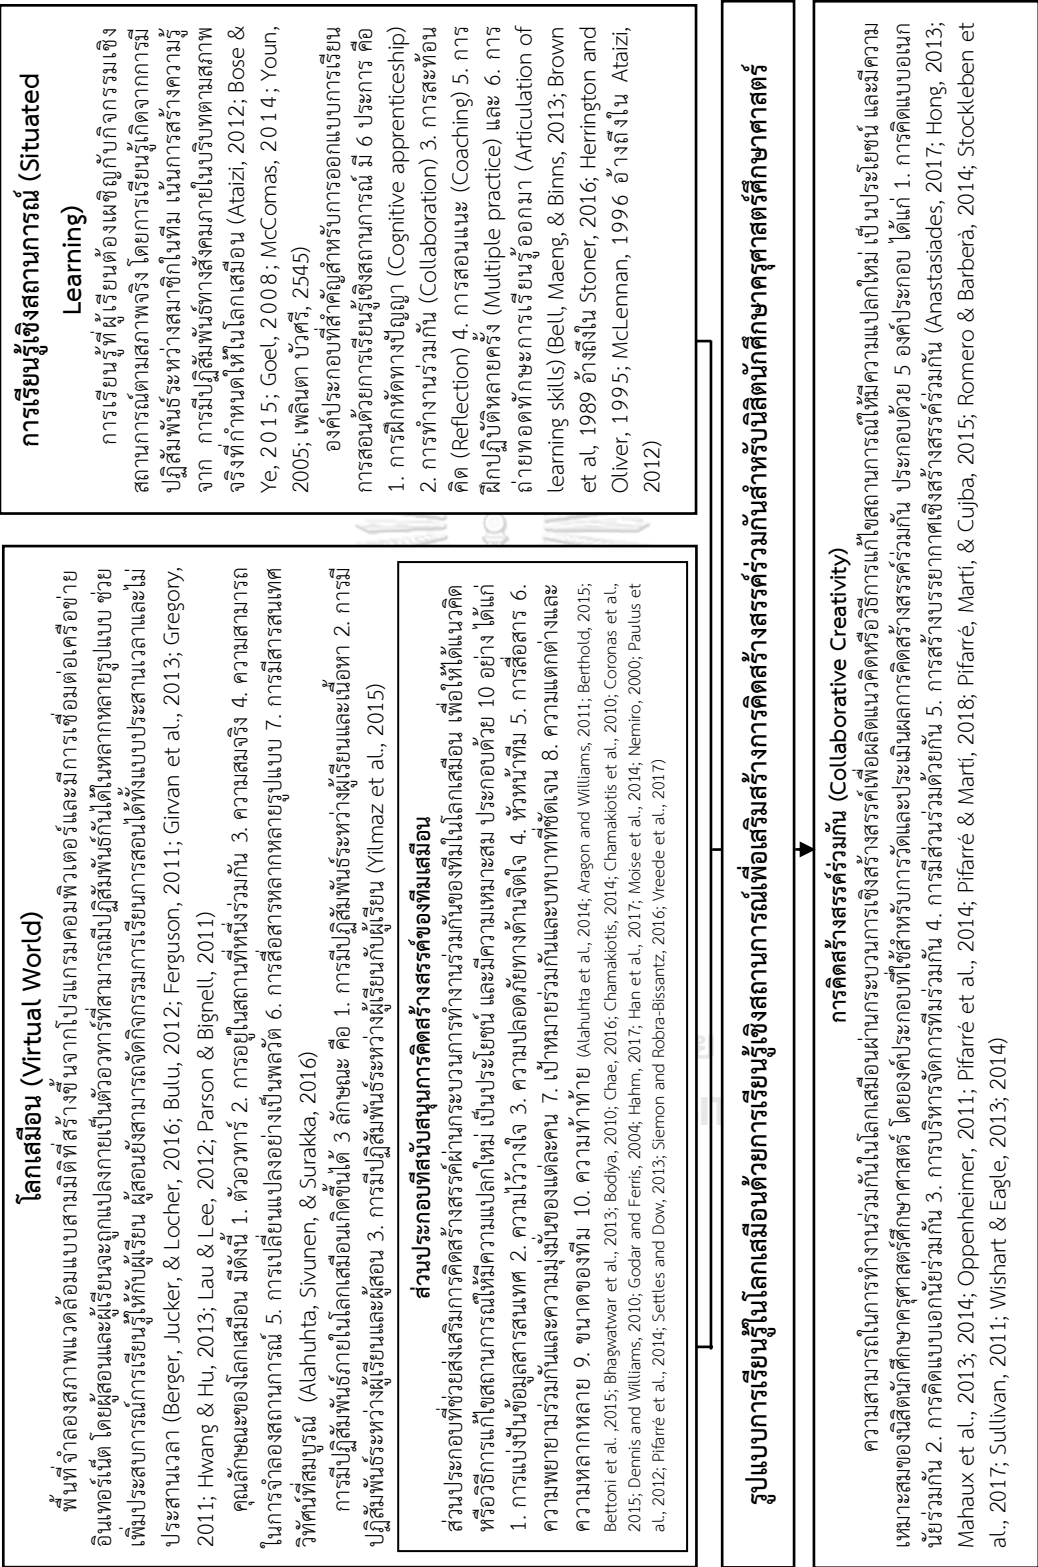 โลกเสมือน (Virtual World)
พื้นที่จำลองสภาพแวดล้อมแบบสามมิติที่สร้างขึ้นจากโปรแกรมคอมพิวเตอร์และมีการเชื่อมต่อเครือข่าย
อินเทอร์เน็ต โดยผู้สอนและผู้เรียนจะถูกแปลงกายเป็นตัวอวทาร์ที่สามารถมีปฏิสัมพันธ์กันได้ในหลากหลายรูปแบบ ช่วย
เพิ่มประสบการณ์การเรียนรู้ให้กับผู้เรียน ผู้สอนยังสามารถจัดกิจกรรมการเรียนการสอนได้ทั้งแบบประสานเวลาและไม่
ประสานเวลา (Berger, Jucker, & Locher, 2016; Bulu, 2012; Ferguson, 2011; Girvan et al., 2013; Gregory,
2011; Hwang & Hu, 2013; Lau & Lee, 2012; Parson & Bignell, 2011)
คุณลักษณะของโลกเสมือน มีดังนี้ 1. ตัวอวทาร์ 2. การอยู่ในสถานที่หนึ่งร่วมกัน 3. ความสมจริง 4. ความสามารถ
ในการจำลองสถานการณ์ 5. การเปลี่ยนแปลงอย่างเป็นพลวัต 6. การสื่อสารหลากหลายรูปแบบ 7. การมีสารสนเทศ
วิทัศน์ที่สมบูรณ์ (Alahuhta, Sivunen, & Surakka, 2016)
การมีปฏิสัมพันธ์ภายในโลกเสมือนเกิดขึ้นได้ 3 ลักษณะ คือ 1. การมีปฏิสัมพันธ์ระหว่างผู้เรียนและเนื้อหา 2. การมี
ปฏิสัมพันธ์ระหว่างผู้เรียนและผู้สอน 3. การมีปฏิสัมพันธ์ระหว่างผู้เรียนกับผู้เรียน (Yilmaz et al., 2015)
ส่วนประกอบที่สนับสนุนการคิดสร้างสรรค์ของทีมเสมือน
ส่วนประกอบที่ช่วยส่งเสริมการคิดสร้างสรรค์ผ่านกระบวนการทำงานร่วมกันของทีมในโลกเสมือน เพื่อให้ได้แนวคิด
หรือวิธีการแก้ไขสถานการณ์ให้มีความแปลกใหม่ เป็นประโยชน์ และมีความเหมาะสม ประกอบด้วย 10 อย่าง ได้แก่
1. การแบ่งปันข้อมูลสารสนเทศ 2. ความไว้วางใจ 3. ความปลอดภัยทางด้านจิตใจ 4. หัวหน้าทีม 5. การสื่อสาร 6.
ความพยายามร่วมกันและความมุ่งมั่นของแต่ละคน 7. เป้าหมายร่วมกันและบทบาทที่ชัดเจน 8. ความแตกต่างและ
ความหลากหลาย 9. ขนาดของทีม 10. ความท้าทาย (Alahuhta et al., 2014; Aragon and Williams, 2011; Berthold, 2015;
Bettoni et al.,2015; Bhagwatwar et al., 2013; Bodiya, 2010; Chae, 2016; Chamakiotis, 2014; Chamakiotis et al., 2010; Coronas et al.,
2015; Dennis and Williams, 2010; Godar and Ferris, 2004; Hahm, 2017; Han et al., 2017; Moise et al., 2014; Nemiro, 2000; Paulus et
al., 2012; Pifarré et al., 2014; Settles and Dow, 2013; Siemon and Robra-Bissantz, 2016; Vreede et al., 2017)
การเรียนรู้เชิงสถานการณ์ (Situated
Learning)
การเรียนรู้ที่ผู้เรียนต้องเผชิญกับกิจกรรมเชิง
สถานการณ์ตามสภาพจริง โดยการเรียนรู้เกิดจากการมี
ปฏิสัมพันธ์ระหว่างสมาชิกในทีม เน้นการสร้างความรู้
จาก การมีปฏิสัมพันธ์ทางสังคมภายในบริบทตามสภาพ
จริงที่กำหนดให้ในโลกเสมือน (Ataizi, 2012; Bose &
Ye, 2015; Goel, 2008; McComas, 2014; Youn,
2005; เพลินตา บัวศรี, 2545)
องค์ประกอบที่สำคัญสำหรับการออกแบบการเรียน
การสอนด้วยการเรียนรู้เชิงสถานการณ์ มี 6 ประการ คือ
1. การฝึกหัดทางปัญญา (Cognitive apprenticeship)
2. การทำงานร่วมกัน (Collaboration) 3. การสะท้อน
คิด (Reflection) 4. การสอนแนะ (Coaching) 5. การ
ฝึกปฏิบัติหลายครั้ง (Multiple practice) และ 6. การ
ถ่ายทอดทักษะการเรียนรู้ออกมา (Articulation of
learning skills) (Bell, Maeng, & Binns, 2013; Brown
et al, 1989 อ้างถึงใน Stoner, 2016; Herrington and
Oliver, 1995; McLennan, 1996 อ้างถึงใน Ataizi,
2012)
รูปแบบการเรียนรู้ในโลกเสมือนด้วยการเรียนรู้เชิงสถานการณ์เพื่อเสริมสร้างการคิดสร้างสรรค์ร่วมกันสำหรับนิสิตนักศึกษาครุศาสตร์ศึกษาศาสตร์
การคิดสร้างสรรค์ร่วมกัน (Collaborative Creativity)
ความสามารถในการทำงานร่วมกันในโลกเสมือนผ่านกระบวนการเชิงสร้างสรรค์เพื่อผลิตแนวคิดหรือวิธีการแก้ไขสถานการณ์ให้มีความแปลกใหม่ เป็นประโยชน์ และมีความ
เหมาะสมของนิสิตนักศึกษาครุศาสตร์ศึกษาศาสตร์ โดยองค์ประกอบที่ใช้สำหรับการวัดและประเมินผลการคิดสร้างสรรค์ร่วมกัน ประกอบด้วย 5 องค์ประกอบ ได้แก่ 1. การคิดแบบอเนก
นัยร่วมกัน 2. การคิดแบบเอกนัยร่วมกัน 3. การบริหารจัดการทีมร่วมกัน 4. การมีส่วนร่วมด้วยกัน 5. การสร้างบรรยากาศเชิงสร้างสรรค์ร่วมกัน (Anastasiades, 2017; Hong, 2013;
Mahaux et al., 2013; 2014; Oppenheimer, 2011; Pifarré et al., 2014; Pifarré & Martí, 2018; Pifarré, Martí, & Cujba, 2015; Romero & Barberà, 2014; Stockleben et
al., 2017; Sullivan, 2011; Wishart & Eagle, 2013; 2014)